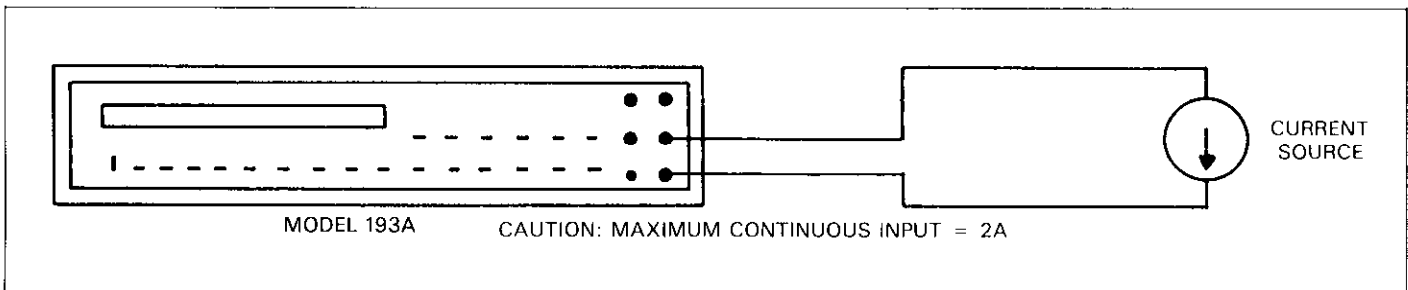 CURRENT
SOURCE
MODEL 193A
CAUTION: MAXIMUM CONTINUOUS INPUT = 2A